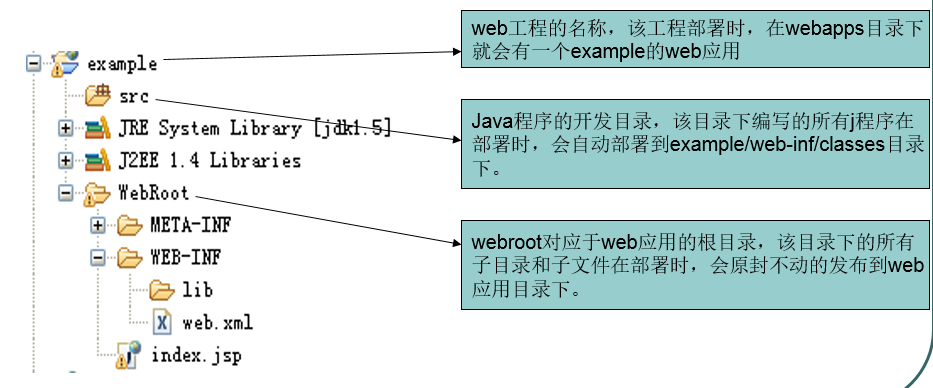 web工程的名称，该工程部署时，在webapps目录下
就会有一个example的web应用
example
src
JRE System Library [jdk1.5]
J2EE 1.4 Libraries
WebRoot
META-INF
WEB-INF
lib
web.xml
index.jsp
Java程序的开发目录，该目录下编写的所有j程序在
部署时，会自动部署到example/web-inf/classes目录
下。
webroot对应于web应用的根目录，该目录下的所有
子目录和子文件在部署时，会原封不动的发布到web
应用目录下。